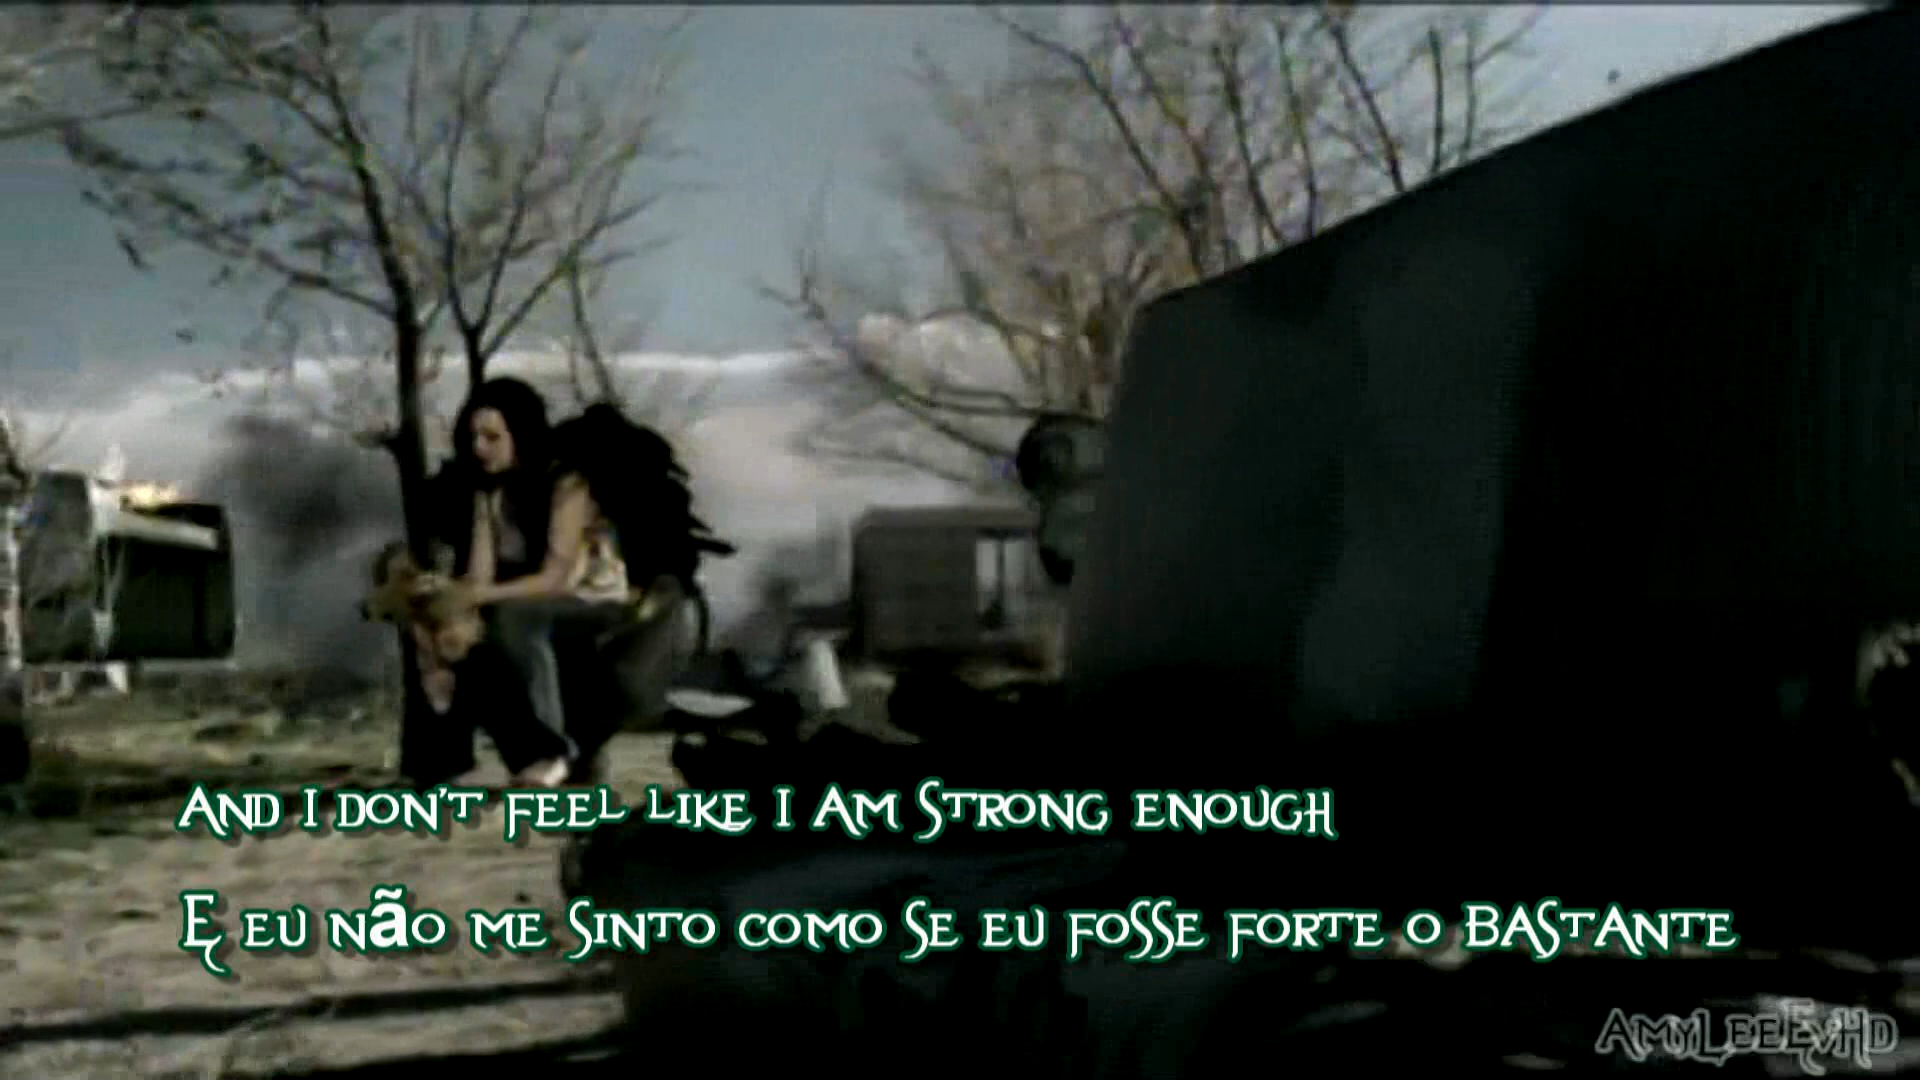 And I don't feel like I am strong enough
E eu não me sinto como se eu fosse forte o bastante
AmyLeeEvHD